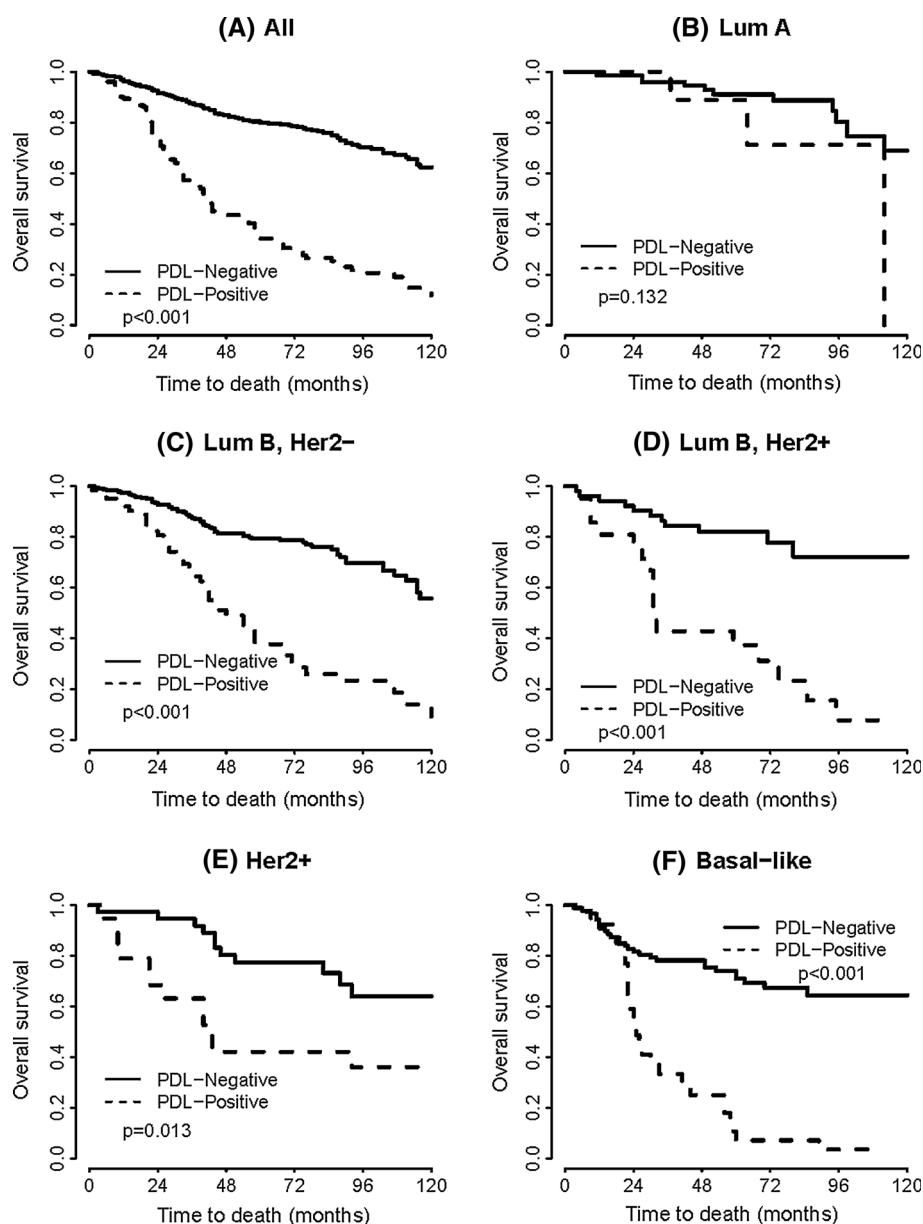 (A) All
Overall survival
0.0 0.2 0.4 0.6 0.8 1.0
PDL−Negative
PDL−Positive
p<0.001
0 24 48 72 96 120
Time to death (months)
(B) Lum A
Overall survival
0.0 0.2 0.4 0.6 0.8 1.0
PDL−Negative
PDL−Positive
p=0.132
0 24 48 72 96 120
Time to death (months)
(C) Lum B, Her2−
Overall survival
0.0 0.2 0.4 0.6 0.8 1.0
PDL−Negative
PDL−Positive
p<0.001
0 24 48 72 96 120
Time to death (months)
(D) Lum B, Her2+
Overall survival
0.0 0.2 0.4 0.6 0.8 1.0
PDL−Negative
PDL−Positive
p<0.001
0 24 48 72 96 120
Time to death (months)
(E) Her2+
Overall survival
0.0 0.2 0.4 0.6 0.8 1.0
PDL−Negative
PDL−Positive
p=0.013
0 24 48 72 96 120
Time to death (months)
(F) Basal−like
Overall survival
0.0 0.2 0.4 0.6 0.8 1.0
PDL−Negative
PDL−Positive
p<0.001
0 24 48 72 96 120
Time to death (months)